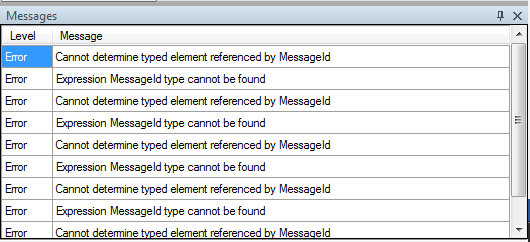 Messages
Level Message
Error Cannot determine typed element referenced by MessageId
Error Expression MessageId type cannot be found
Error Cannot determine typed element referenced by MessageId
Error Expression MessageId type cannot be found
Error Cannot determine typed element referenced by MessageId
Error Expression MessageId type cannot be found
Error Cannot determine typed element referenced by MessageId
Error Expression MessageId type cannot be found
Error Cannot determine typed element referenced by MessageId